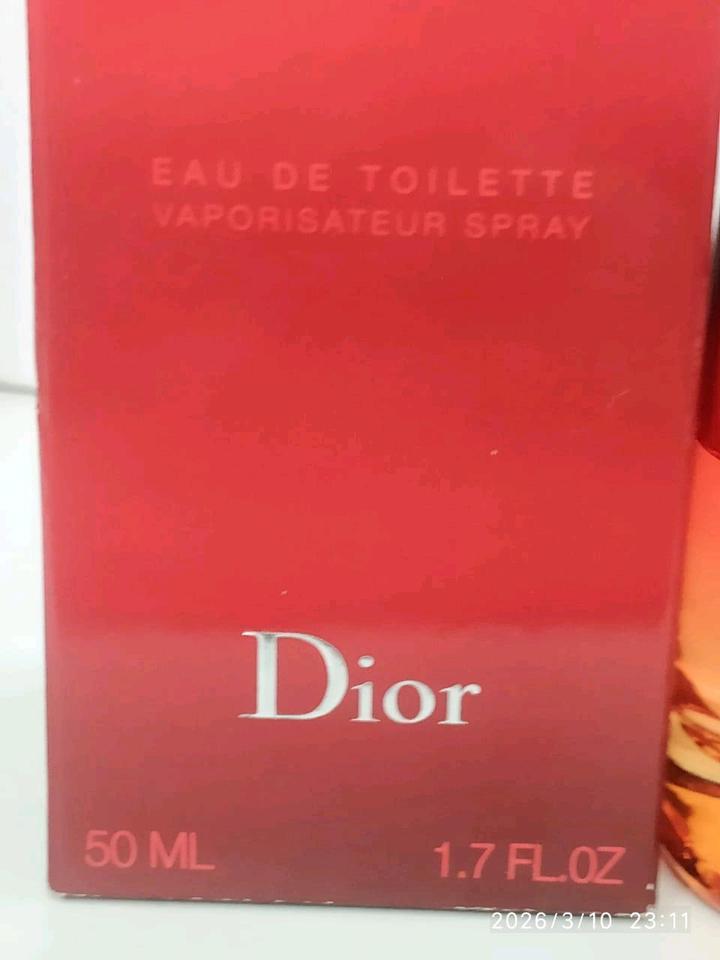 EAU DE TOILETTE
VAPORISATEUR SPRAY
Dior
50 ML
1.7 FL.OZ
2026/3/10 23:11